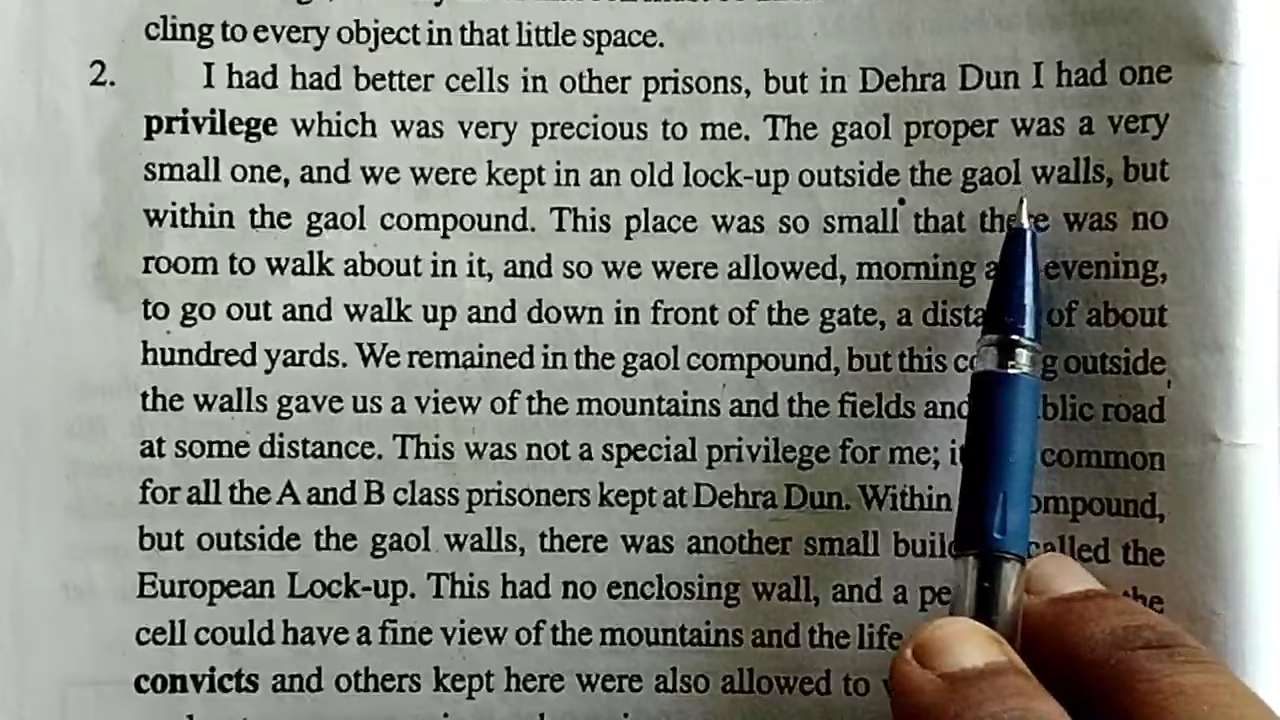 cling to every object in that little space.
2. I had had better cells in other prisons, but in Dehra Dun I had one
privilege which was very precious to me. The gaol proper was a very
small one, and we were kept in an old lock-up outside the gaol walls, but
within the gaol compound. This place was so small that there was no
room to walk about in it, and so we were allowed, morning evening,
to go out and walk up and down in front of the gate, a of about
hundred yards. We remained in the gaol compound, but this outside
the walls gave us a view of the mountains and the fields and road
at some distance. This was not a special privilege for me; common
for all the A and B class prisoners kept at Dehra Dun. Within compound,
but outside the gaol walls, there was another small called the
European Lock-up. This had no enclosing wall, and a the
cell could have a fine view of the mountains and the life
convicts and others kept here were also allowed to